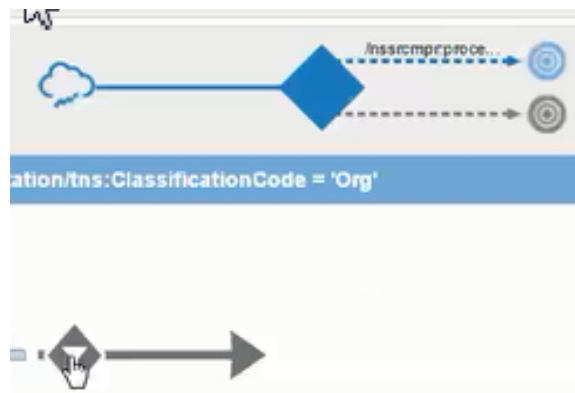 /nssrcmpr:proce...
ation/tns:ClassificationCode = 'Org'